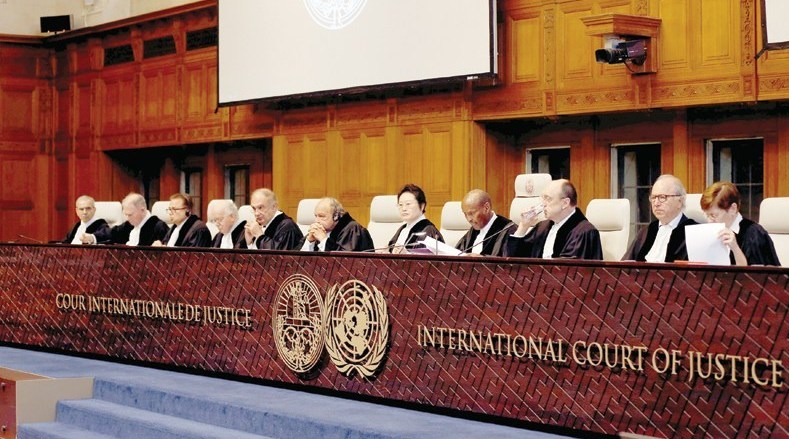 COUR INTERNATIONALE DE JUSTICE
INTERNATIONAL COURT OF JUSTICE